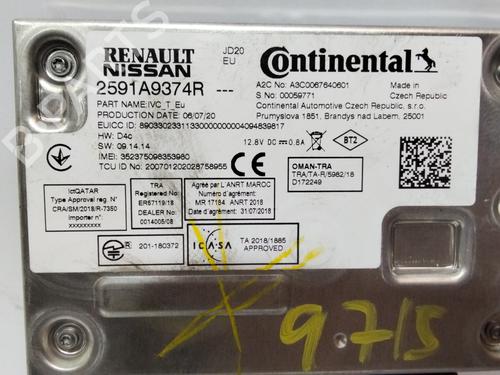 RENAULT
NISSAN
JD20
EU
Continental
2591A9374R ---
PART NAME:IVC_T_Eu
PRODUCTION DATE: 06/07/20
EUICC ID: 89033023311330000000004094839817
HW: D4c
SW: 09.14.14
IMEI: 352375098353980
TCU ID No: 200701202028758955
A2C No : A3C0067640601
S.No: 00059771
Made in
Czech Republic
Continental Automotive Czech Republic, s.r.o.
Prumyslova 1851, Brandys nad Labem, 25001
12.8V DC 0.8A
BT2
OMAN-TRA
TRA/TA-R/5962/18
D172249
ictQATAR
Type Approval reg. N°
CRA/SM/2018/R-7350
Importer n°
xxxxxxxxx
TRA
Registered No:
ER67119/18
DEALER No:
0014005/08
Agréé par L'ANRT MAROC
Numéro d'agrément:
MR 17184 ANRT 2018
Date d'agrément: 31/07/2018
R 201-180372
ICASA
TA 2018/1885
APPROVED
9715